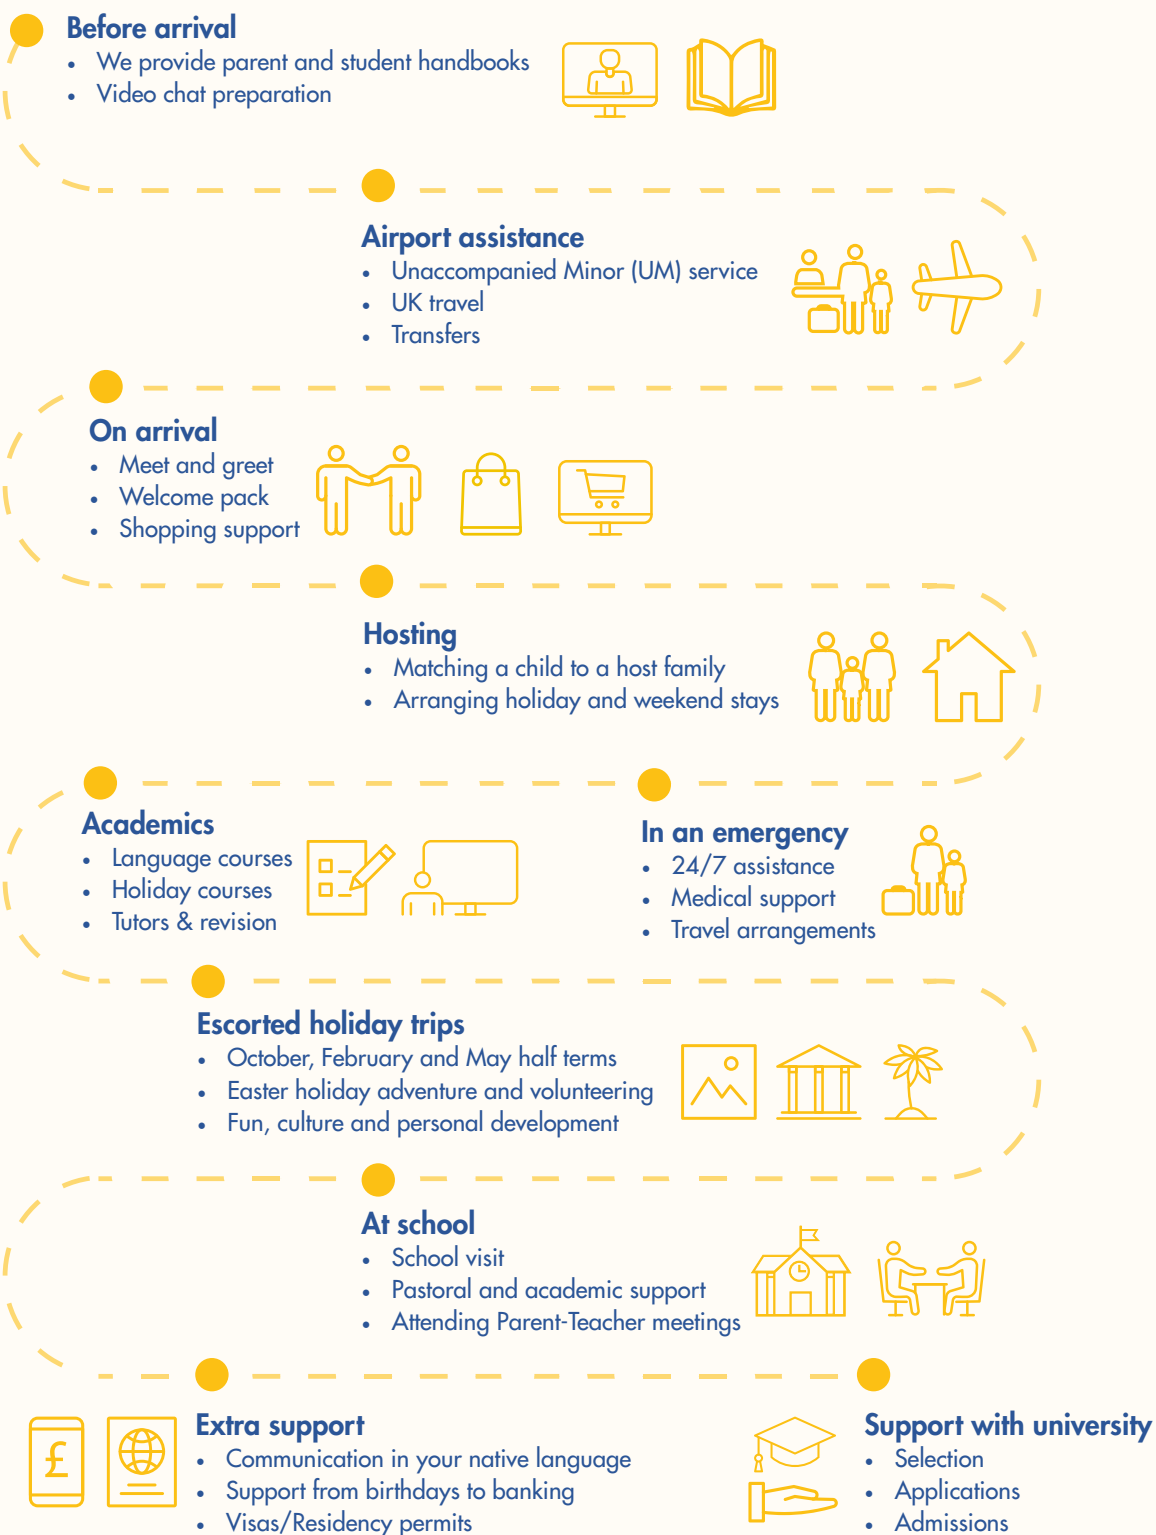 Before arrival
• We provide parent and student handbooks
• Video chat preparation
Airport assistance
• Unaccompanied Minor (UM) service
• UK travel
• Transfers
On arrival
• Meet and greet
• Welcome pack
• Shopping support
Hosting
• Matching a child to a host family
• Arranging holiday and weekend stays
Academics
• Language courses
• Holiday courses
• Tutors & revision
In an emergency
• 24/7 assistance
• Medical support
• Travel arrangements
Escorted holiday trips
• October, February and May half terms
• Easter holiday adventure and volunteering
• Fun, culture and personal development
At school
• School visit
• Pastoral and academic support
• Attending Parent-Teacher meetings
£
Extra support
• Communication in your native language
• Support from birthdays to banking
• Visas/Residency permits
Support with university
• Selection
• Applications
• Admissions